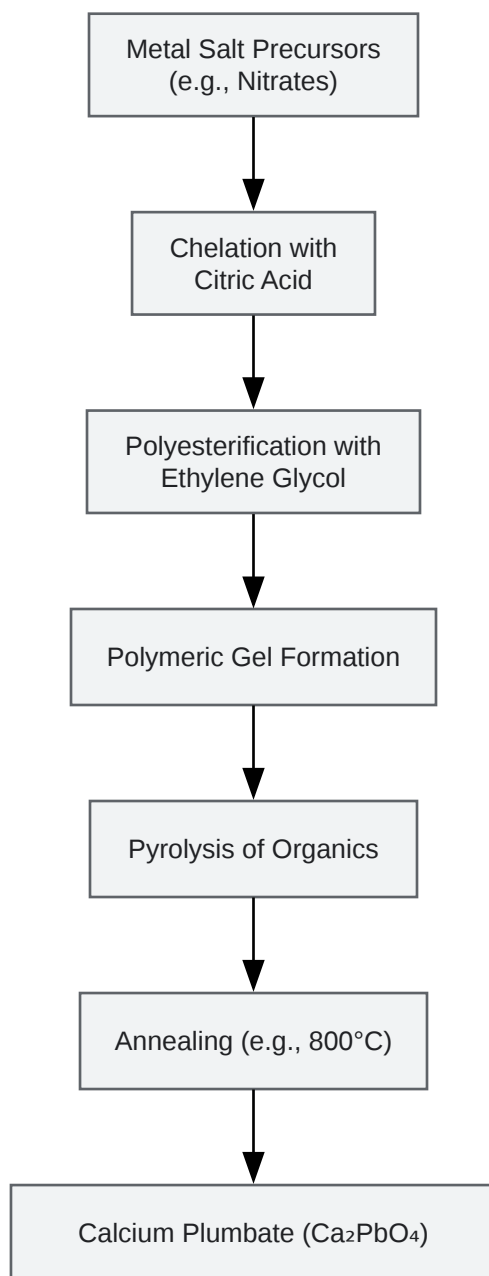 Metal Salt Precursors
(e.g., Nitrates)
Chelation with
Citric Acid
Polyesterification with
Ethylene Glycol
Polymeric Gel Formation
Pyrolysis of Organics
Annealing (e.g., 800°C)
Calcium Plumbate (Ca₂PbO₄)